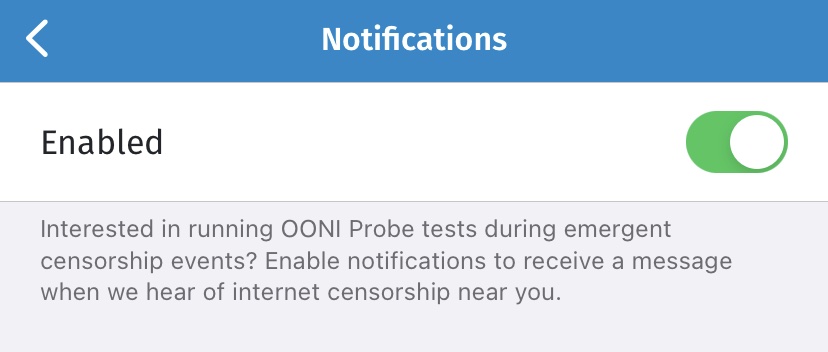 Notifications
Enabled
Interested in running OONI Probe tests during emergent
censorship events? Enable notifications to receive a message
when we hear of internet censorship near you.